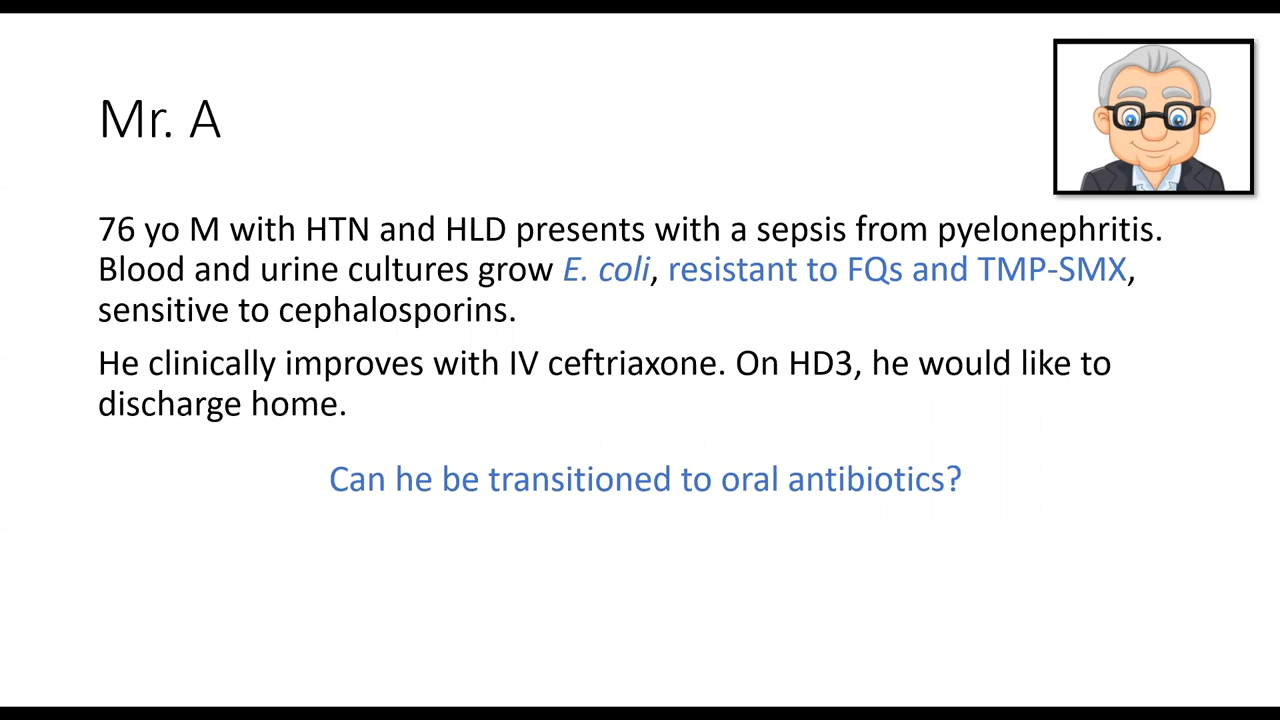 Mr. A
76 yo M with HTN and HLD presents with a sepsis from pyelonephritis.
Blood and urine cultures grow E. coli, resistant to FQs and TMP-SMX,
sensitive to cephalosporins.
He clinically improves with IV ceftriaxone. On HD3, he would like to
discharge home.
Can he be transitioned to oral antibiotics?